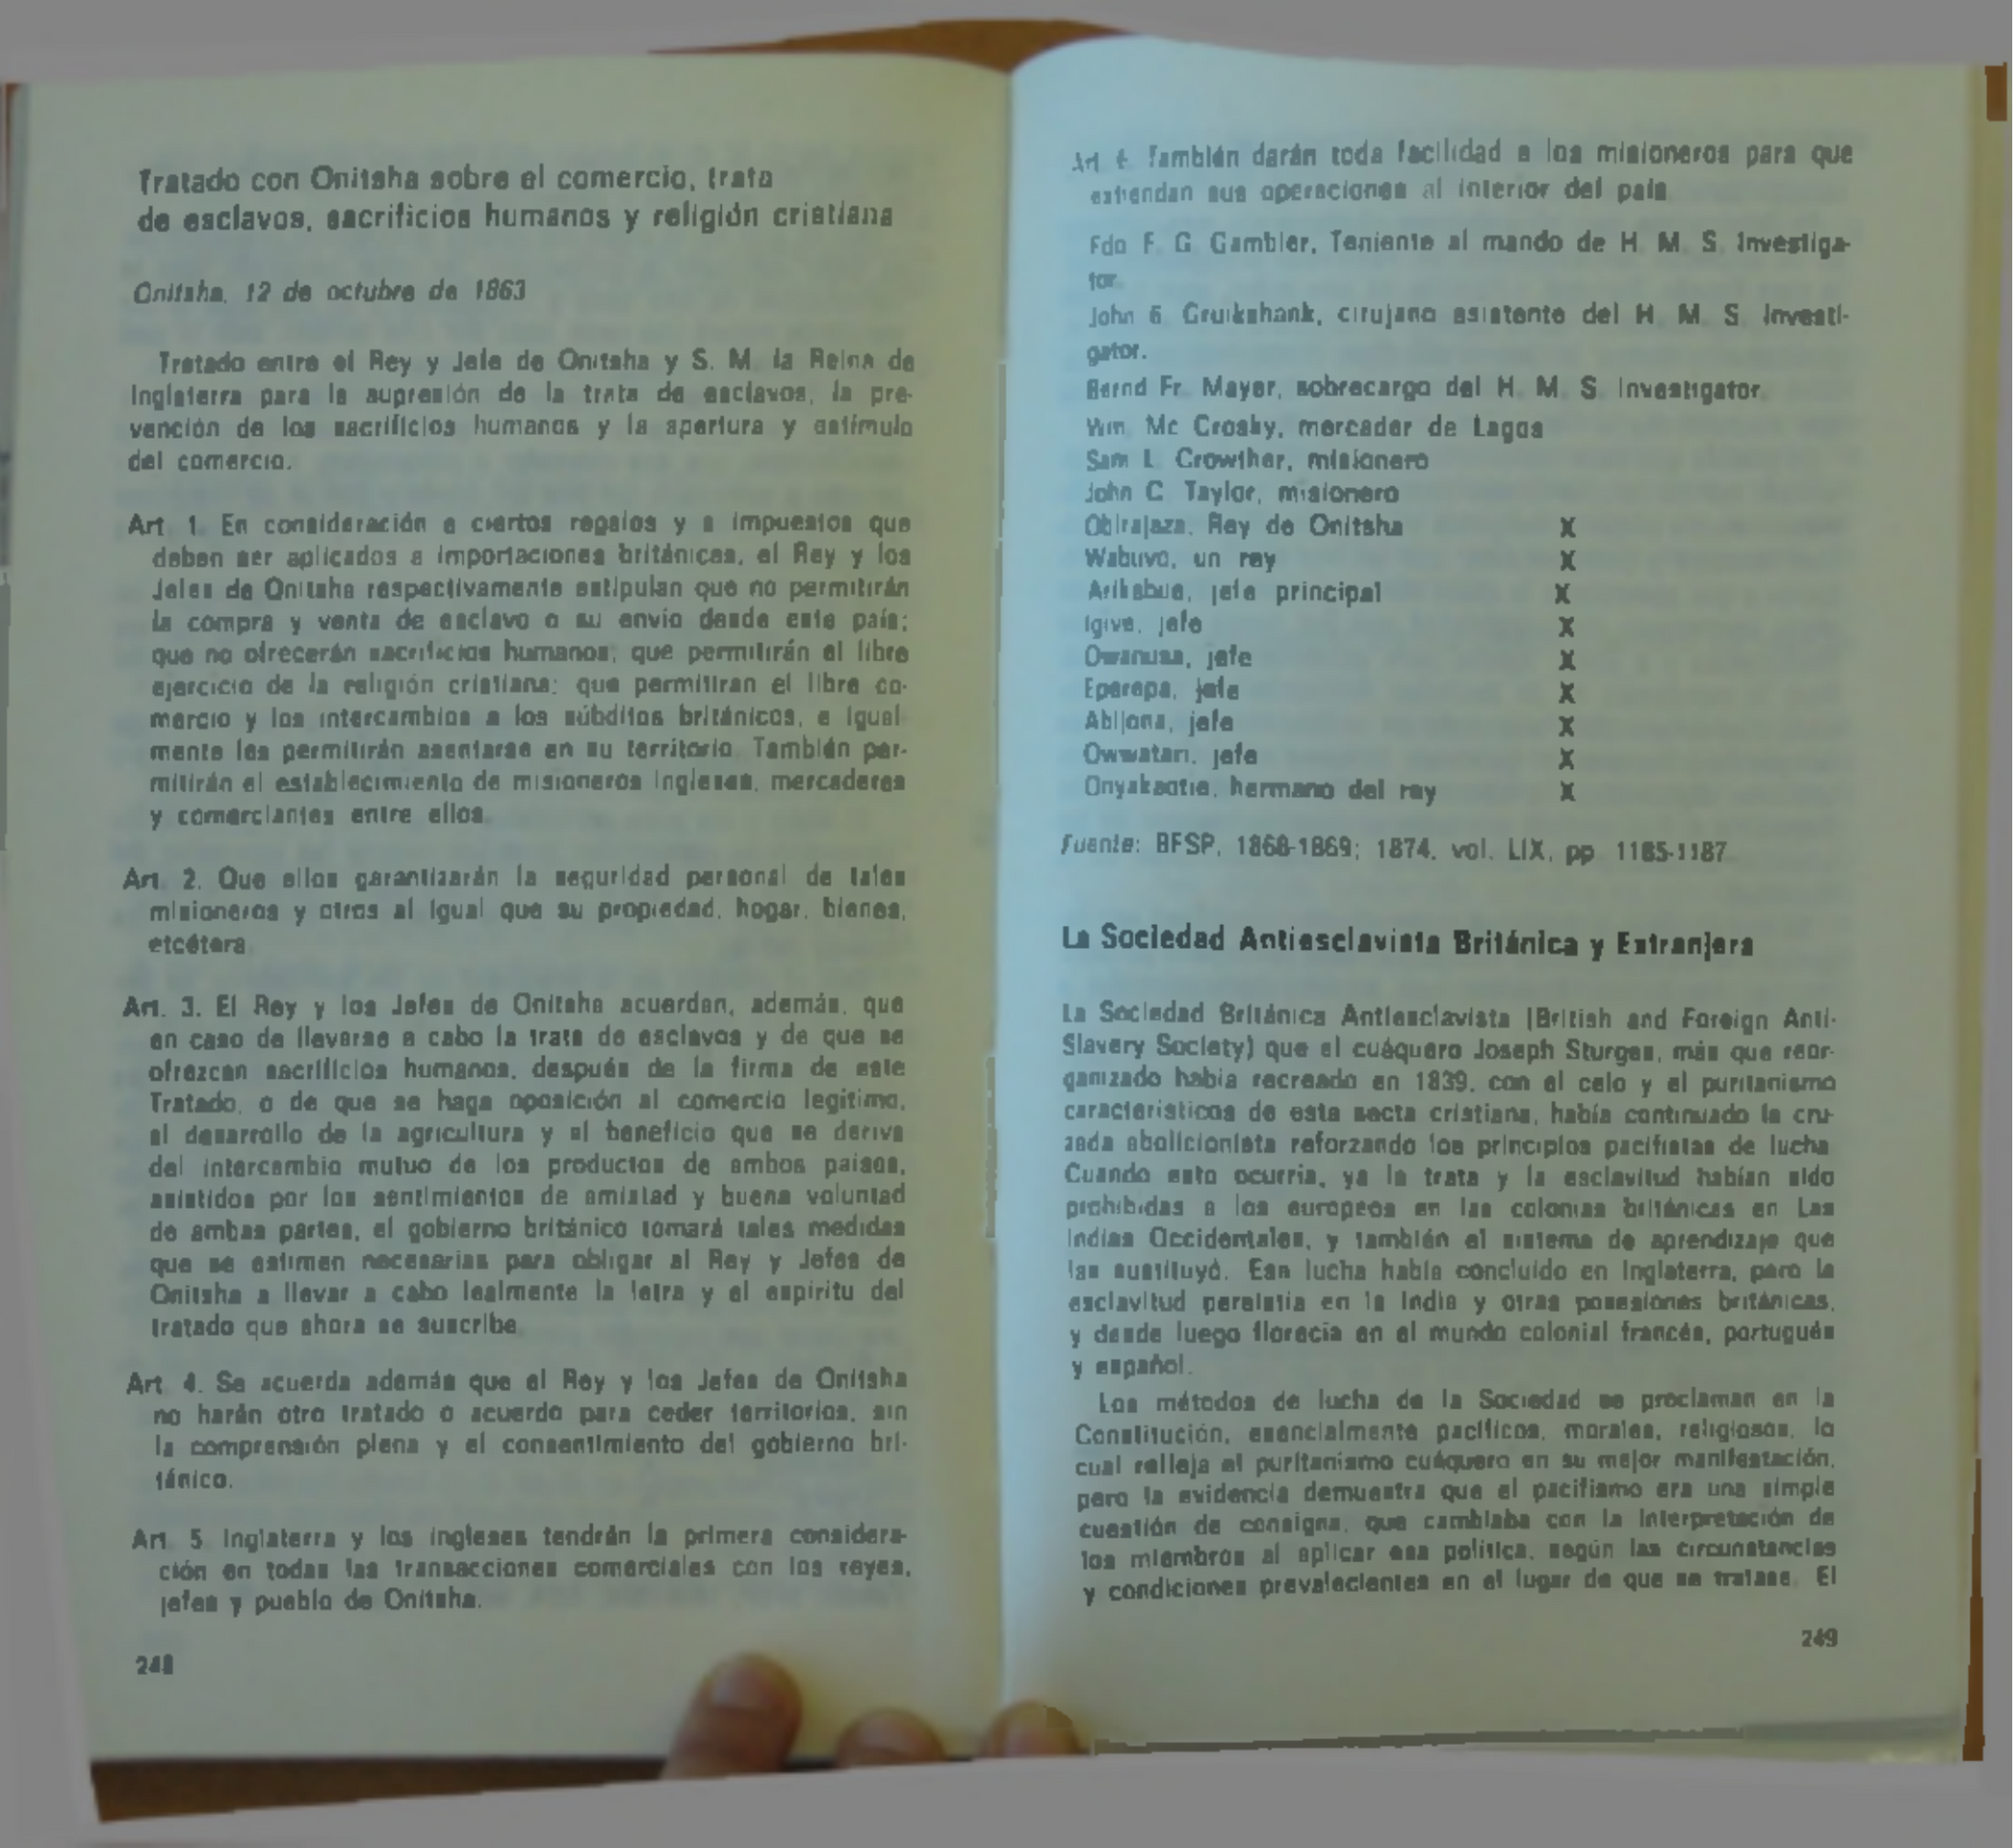 Tratado con Onitsha sobre el comercio, trata
de esclavos, sacrificios humanos y religión cristiana
Onitsha, 12 de octubre de 1863
Tratado entre el Rey y Jefe de Onitsha y S. M. la Reina de
Inglaterra para la supresión de la trata de esclavos, la pre-
vención de los sacrificios humanos y la apertura y estímulo
del comercio.
Art. 1. En consideración a ciertos regalos y a impuestos que
deben ser aplicados a importaciones británicas, el Rey y los
Jefes de Onitsha respectivamente estipulan que no permitirán
la compra y venta de esclavo o su envío desde este país;
que no ofrecerán sacrificios humanos; que permitirán el libre
ejercicio de la religión cristiana; que permitiran el libre co-
mercio y los intercambios a los súbditos británicos, e igual-
mente les permitirán asentarse en su territorio. También per-
mitirán el establecimiento de misioneros ingleses, mercaderes
y comerciantes entre ellos.
Art. 2. Que ellos garantizarán la seguridad personal de tales
misioneros y otros al igual que su propiedad, hogar, bienes,
etcétera.
Art. 3. El Rey y los Jefes de Onitsha acuerdan, además, que
en caso de llevarse a cabo la trata de esclavos y de que se
ofrezcan sacrificios humanos, después de la firma de este
Tratado, o de que se haga oposición al comercio legítimo,
al desarrollo de la agricultura y al beneficio que se deriva
del intercambio mutuo de los productos de ambos países,
asistidos por los sentimientos de amistad y buena voluntad
de ambas partes, el gobierno británico tomará tales medidas
que se estimen necesarias para obligar al Rey y Jefes de
Onitsha a llevar a cabo lealmente la letra y el espíritu del
tratado que ahora se suscribe.
Art. 4. Se acuerda además que el Rey y los Jefes de Onitsha
no harán otro tratado o acuerdo para ceder territorios, sin
la comprensión plena y el consentimiento del gobierno bri-
tánico.
Art. 5. Inglaterra y los ingleses tendrán la primera considera-
ción en todas las transacciones comerciales con los reyes,
jefes y pueblo de Onitsha.
248
Art. 6. También darán toda facilidad a los misioneros para que
extiendan sus operaciones al interior del país.
Fdo F. G. Gambier, Teniente al mando de H. M. S. Investiga-
tor.
John G. Cruikshank, cirujano asistente del H. M. S. Investi-
gator.
Bernd Fr. Mayer, sobrecargo del H. M. S. Investigator.
Wm. Mc Crosky, mercader de Lagos
Sam L. Crowther, misionero
John C. Taylor, misionero
Obirajaza, Rey de Onitsha X
Wabuvo, un rey X
Arikabue, jefe principal X
Igive, jefe X
Owanusa, jefe X
Eparapa, jefe X
Abijona, jefe X
Owwatari, jefe X
Onyakaotie, hermano del rey X
Fuente: BFSP, 1868-1869; 1874, vol. LIX, pp. 1185-1187
La Sociedad Antiesclavista Británica y Extranjera
La Sociedad Británica Antiesclavista (British and Foreign Anti-
Slavery Society) que el cuáquero Joseph Sturges, más que reor-
ganizado había recreado en 1839, con el celo y el puritanismo
característicos de esta secta cristiana, había continuado la cru-
zada abolicionista reforzando los principios pacifistas de lucha.
Cuando esto ocurría, ya la trata y la esclavitud habían sido
prohibidas a los europeos en las colonias británicas en Las
Indias Occidentales, y también el sistema de aprendizaje que
las sustituyó. Esa lucha había concluido en Inglaterra, pero la
esclavitud persistía en la India y otras posesiones británicas,
y desde luego florecía en el mundo colonial francés, portugués
y español.
Los métodos de lucha de la Sociedad se proclaman en la
Constitución, esencialmente pacíficos, morales, religiosos, lo
cual refleja el puritanismo cuáquero en su mejor manifestación,
pero la evidencia demuestra que el pacifismo era una simple
cuestión de consigna, que cambiaba con la interpretación de
los miembros al aplicar esa política, según las circunstancias
y condiciones prevalecientes en el lugar de que se tratase. El
249